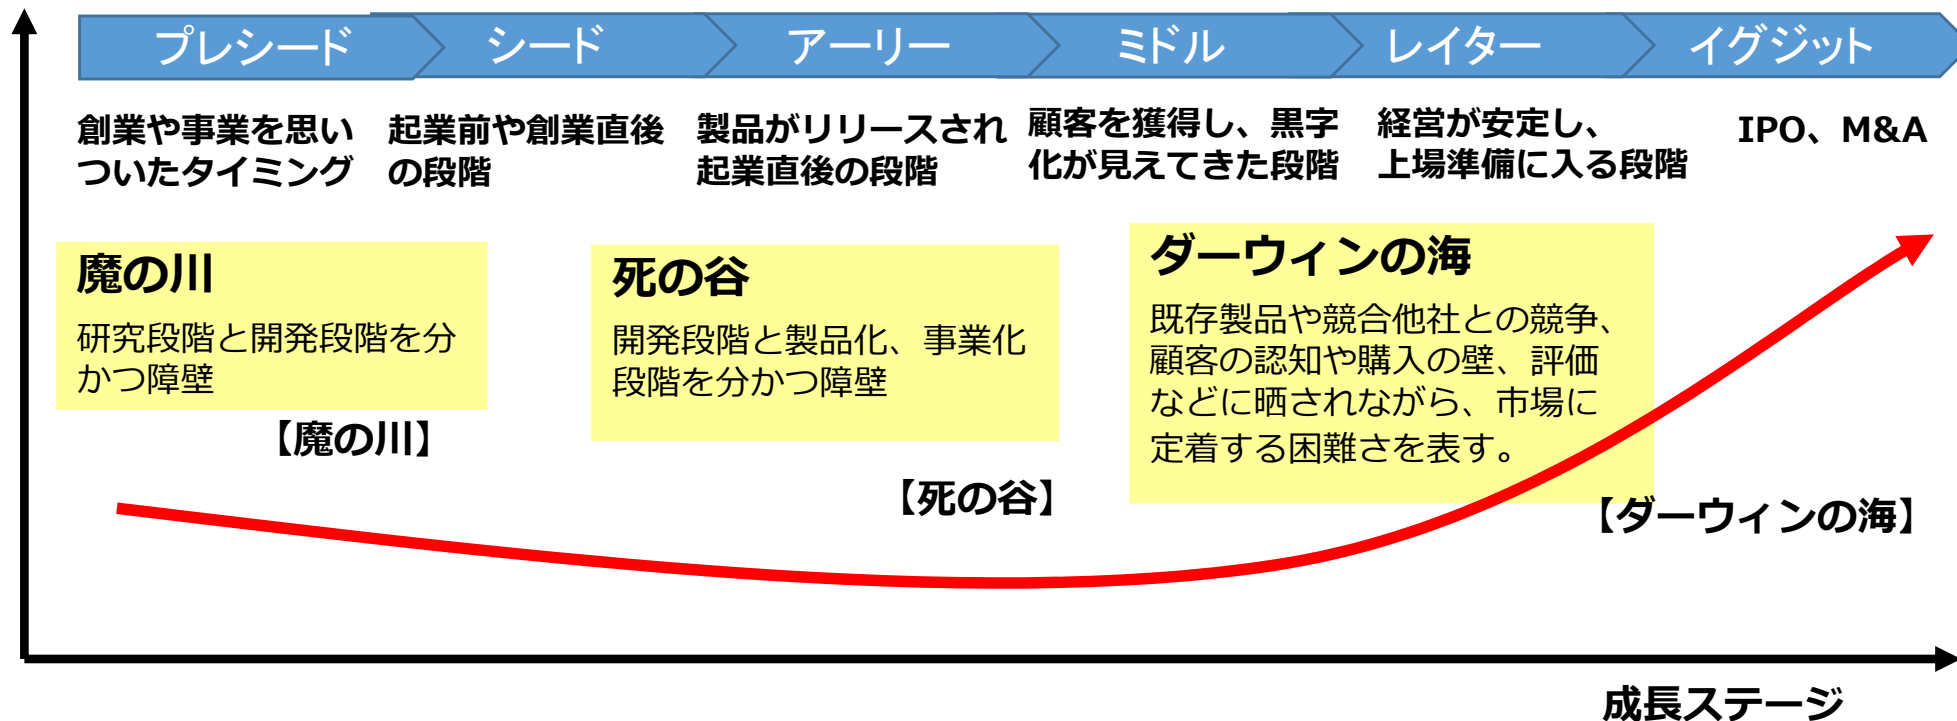 プレシード
シード
アーリー
ミドル
レイター
イグジット
創業や事業を思い
ついたタイミング
起業前や創業直後
の段階
製品がリリースされ
起業直後の段階
顧客を獲得し、黒字
化が見えてきた段階
経営が安定し、
上場準備に入る段階
IPO、M&A
魔の川
研究段階と開発段階を分
かつ障壁
死の谷
開発段階と製品化、事業化
段階を分かつ障壁
ダーウィンの海
既存製品や競合他社との競争、
顧客の認知や購入の壁、評価
などに晒されながら、市場に
定着する困難さを表す。
【魔の川】
【死の谷】
【ダーウィンの海】
成長ステージ